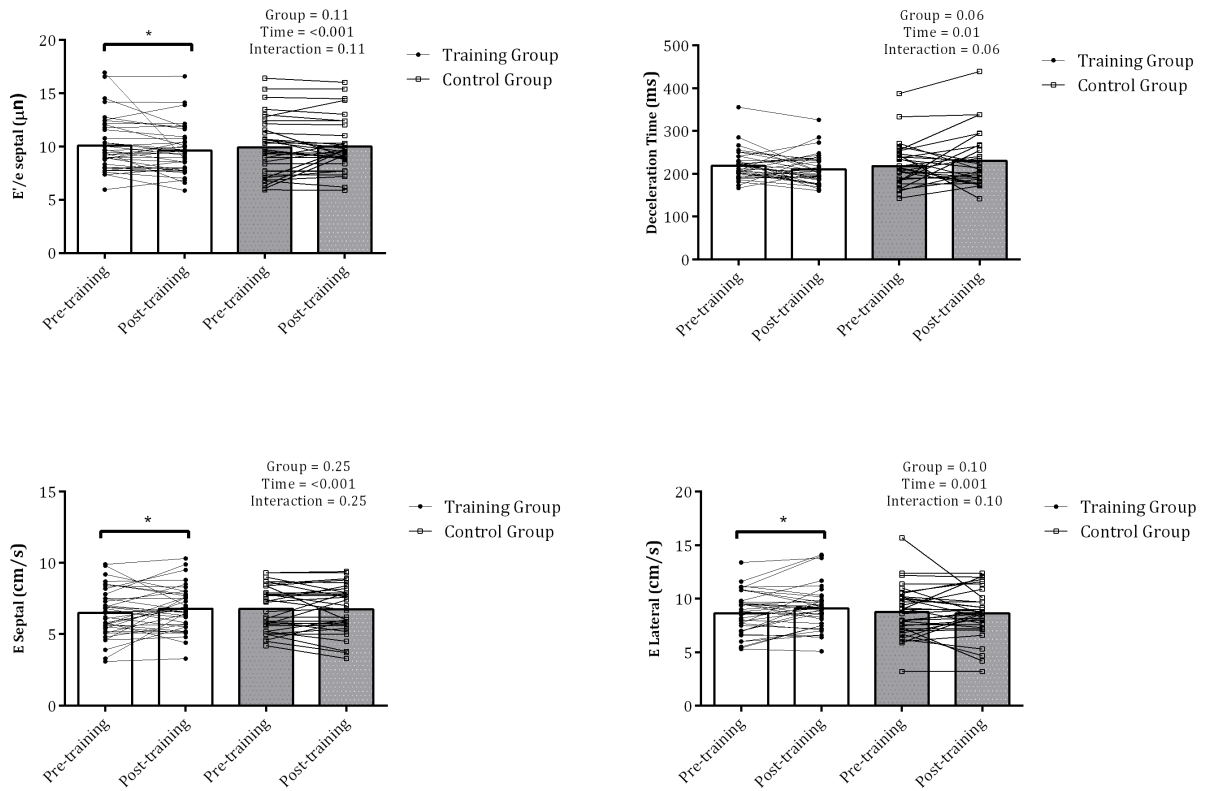 Group = 0.11
Time = <0.001
Interaction = 0.11
*
Training Group
Control Group
E'/e septal (μn)
20
15
10
5
0
Pre-training
Post-training
Pre-training
Post-training
Group = 0.06
Time = 0.01
Interaction = 0.06
Training Group
Control Group
Deceleration Time (ms)
500
400
300
200
100
0
Pre-training
Post-training
Pre-training
Post-training
Group = 0.25
Time = <0.001
Interaction = 0.25
*
Training Group
Control Group
E Septal (cm/s)
15
10
5
0
Pre-training
Post-training
Pre-training
Post-training
Group = 0.10
Time = 0.001
Interaction = 0.10
*
Training Group
Control Group
E Lateral (cm/s)
20
15
10
5
0
Pre-training
Post-training
Pre-training
Post-training